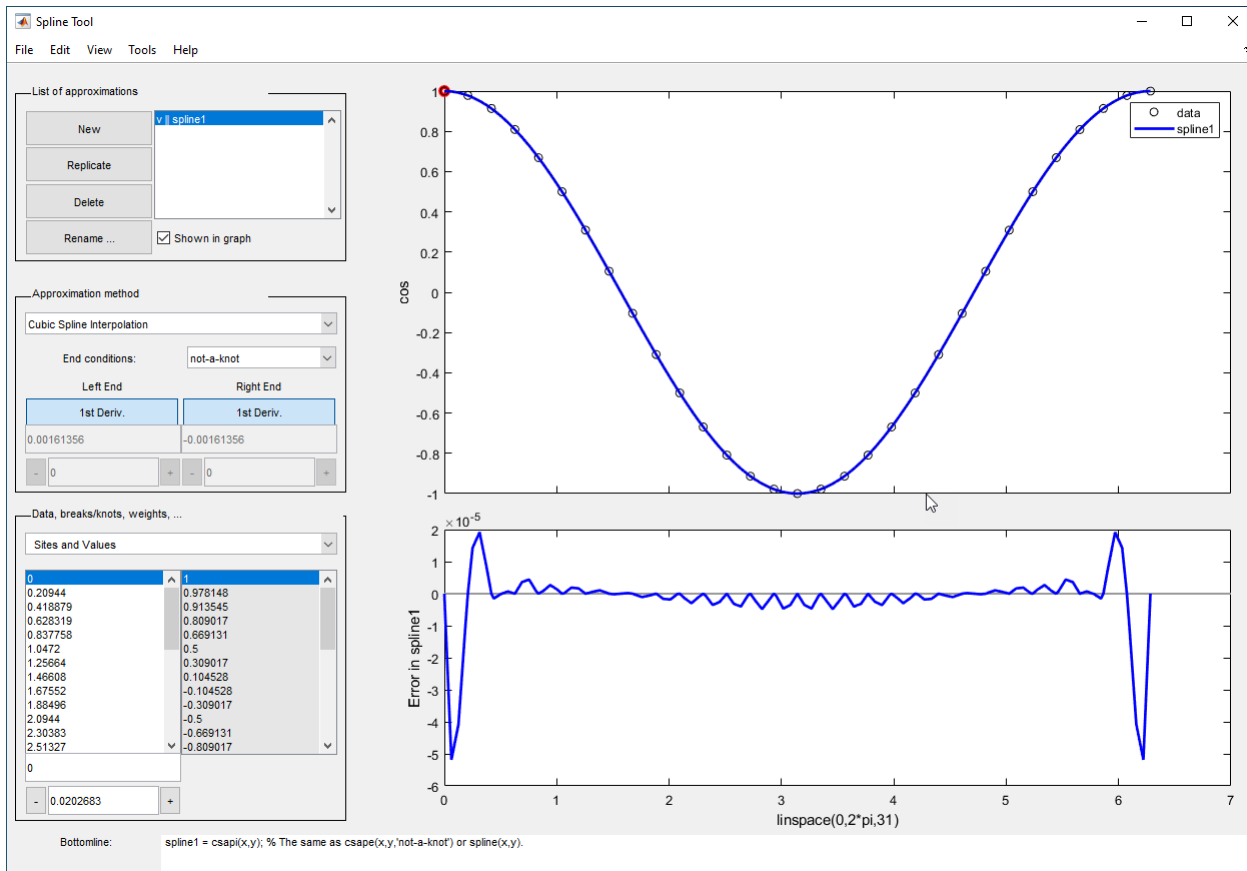 Spline Tool
File Edit View Tools Help
List of approximations
New
Replicate
Delete
Rename ...
v || spline1
Shown in graph
Approximation method
Cubic Spline Interpolation
End conditions: not-a-knot
Left End Right End
1st Deriv. 1st Deriv.
0.00161356 -0.00161356
- 0 + - 0 +
Data, breaks/knots, weights, ...
Sites and Values
0 1
0.20944 0.978148
0.418879 0.913545
0.628319 0.809017
0.837758 0.669131
1.0472 0.5
1.25664 0.309017
1.46608 0.104528
1.67552 -0.104528
1.88496 -0.309017
2.0944 -0.5
2.30383 -0.669131
2.51327 -0.809017
0
- 0.0202683 +
Bottomline: spline1 = csapi(x,y); % The same as csape(x,y,'not-a-knot') or spline(x,y).
data
spline1
cos
1
0.8
0.6
0.4
0.2
0
-0.2
-0.4
-0.6
-0.8
-1
×10-5
Error in spline1
2
1
0
-1
-2
-3
-4
-5
-6
0 1 2 3 4 5 6 7
linspace(0,2*pi,31)